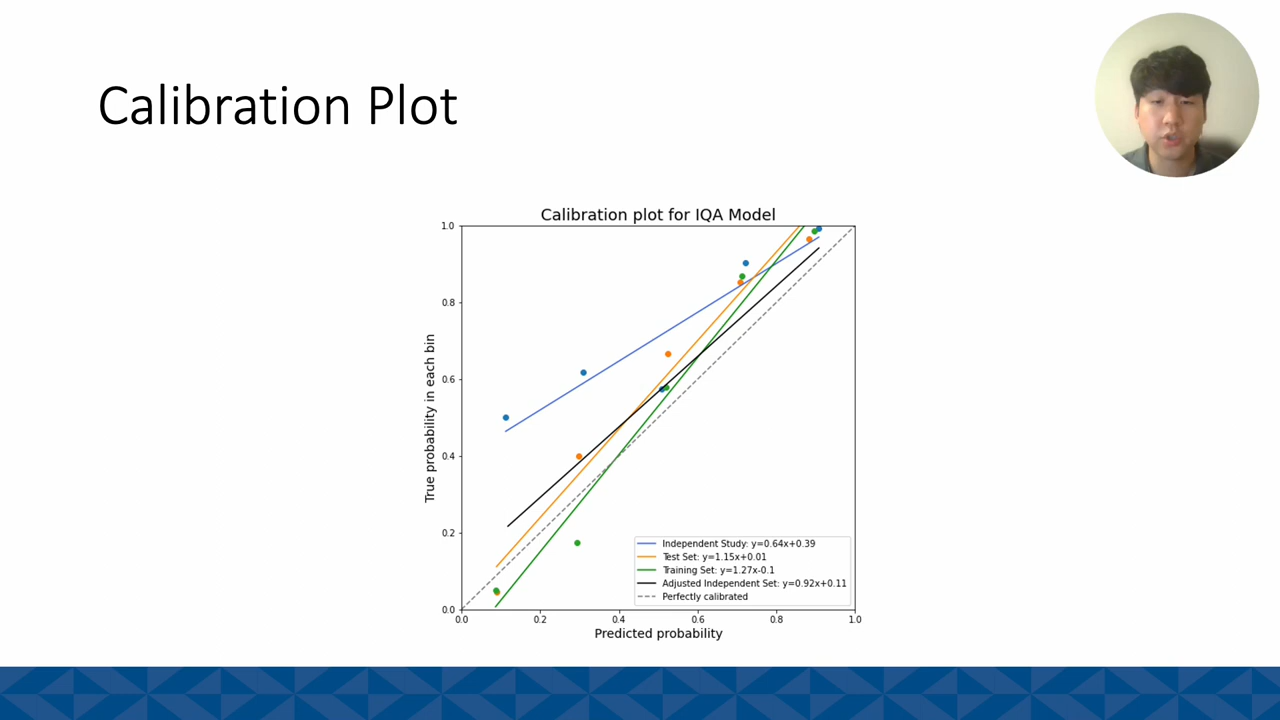 Calibration Plot
Calibration plot for IQA Model
True probability in each bin
1.0
0.8
0.6
0.4
0.2
0.0
Independent Study: y=0.64x+0.39
Test Set: y=1.15x+0.01
Training Set: y=1.27x-0.1
Adjusted Independent Set: y=0.92x+0.11
Perfectly calibrated
0.0 0.2 0.4 0.6 0.8 1.0
Predicted probability